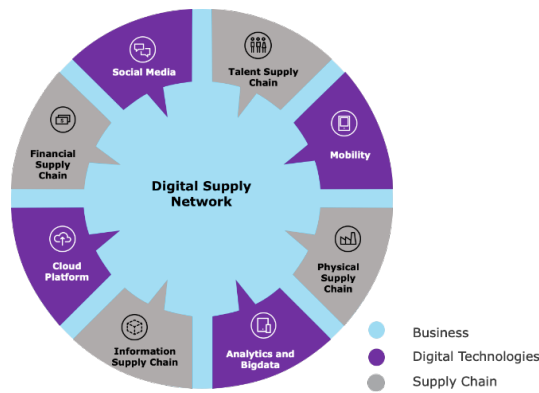 Social Media
Talent Supply
Chain
Mobility
Physical
Supply
Chain
Analytics and
Bigdata
Information
Supply Chain
Cloud
Platform
Financial
Supply
Chain
Digital Supply
Network
Business
Digital Technologies
Supply Chain